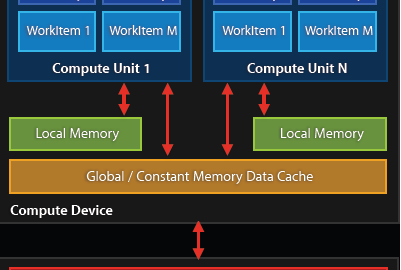 WorkItem 1 WorkItem M WorkItem 1 WorkItem M
Compute Unit 1 Compute Unit N
Local Memory Local Memory
Global / Constant Memory Data Cache
Compute Device